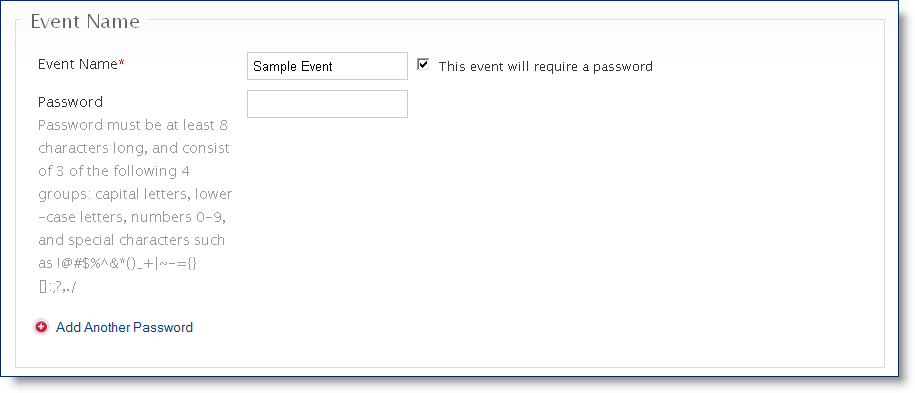 Event Name
Event Name*
Sample Event
This event will require a password
Password
Password must be at least 8
characters long, and consist
of 3 of the following 4
groups: capital letters, lower
-case letters, numbers 0-9,
and special characters such
as !@#$%^&*()_+|~-={}
[]:;?,./
Add Another Password